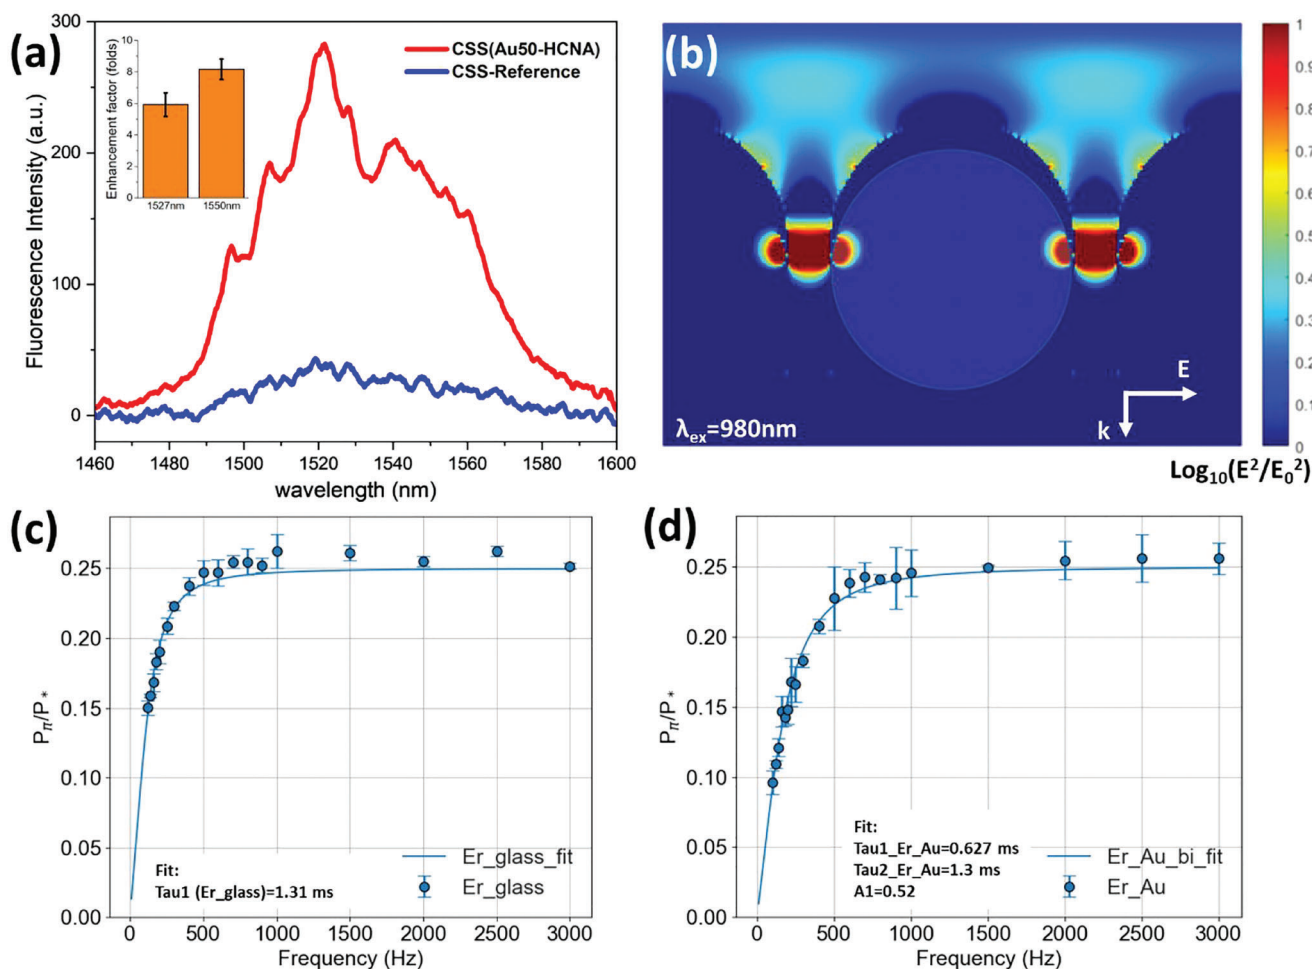 (a)
300
200
100
0
Fluorescence Intensity (a.u.)
1460 1480 1500 1520 1540 1560 1580 1600
wavelength (nm)
CSS(Au50-HCNA)
CSS-Reference
10
8
6
4
2
0
Enhancement factor (folds)
1527nm 1550nm
(b)
λex=980nm
E
k
1
0.9
0.8
0.7
0.6
0.5
0.4
0.3
0.2
0.1
0
Log10(E²/E0²)
(c)
0.25
0.20
0.15
0.10
0.05
0.00
Pπ/P*
Fit:
Tau1 (Er_glass)=1.31 ms
Er_glass_fit
Er_glass
0 500 1000 1500 2000 2500 3000
Frequency (Hz)
(d)
0.25
0.20
0.15
0.10
0.05
0.00
Pπ/P*
Fit:
Tau1_Er_Au=0.627 ms
Tau2_Er_Au=1.3 ms
A1=0.52
Er_Au_bi_fit
Er_Au
0 500 1000 1500 2000 2500 3000
Frequency (Hz)